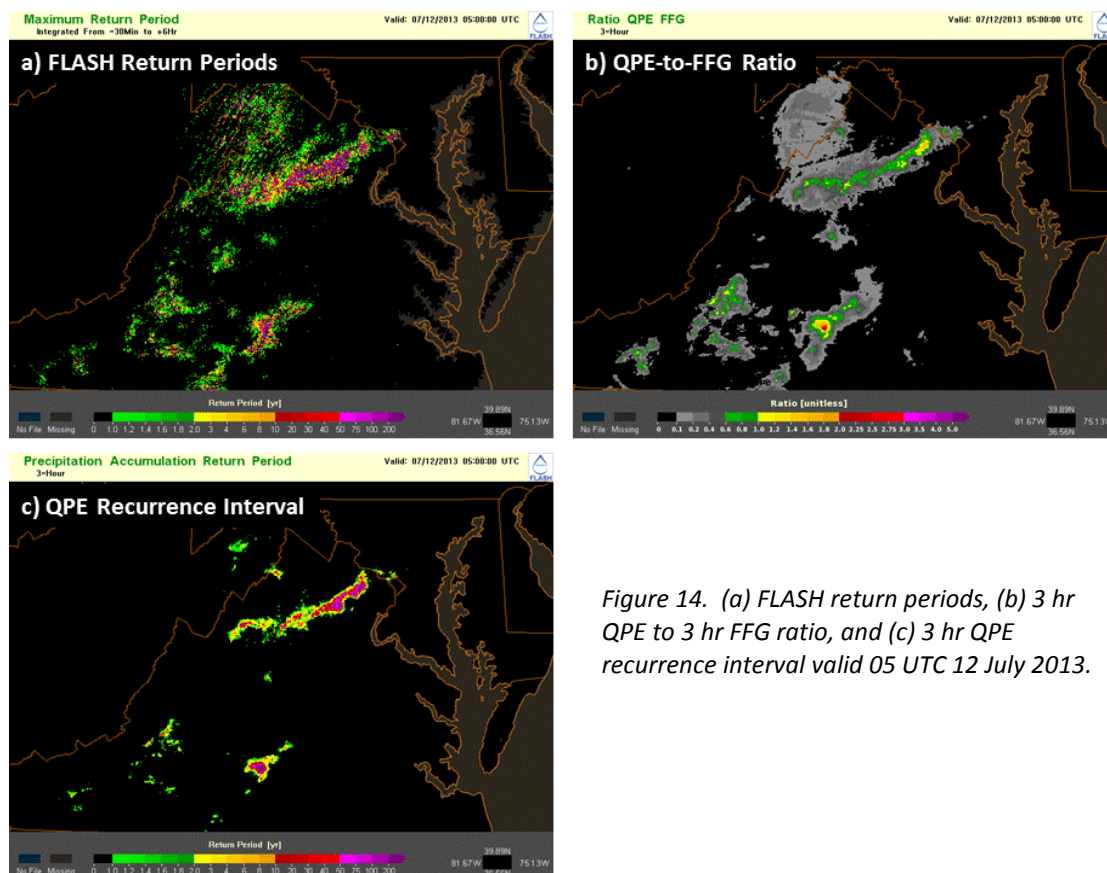 Maximum Return Period
Integrated From -30Min to +6Hr
Valid: 07/12/2013 05:00:00 UTC
FLASH
a) FLASH Return Periods
Return Period [yr]
No File Missing 0 1.0 1.2 1.4 1.6 1.8 2.0 3 4 6 8 10 20 30 40 50 75 100 200
39.89N
81.67W 75.13W
36.56N
Ratio QPE FFG
3-Hour
Valid: 07/12/2013 05:00:00 UTC
FLASH
b) QPE-to-FFG Ratio
Ratio [unitless]
No File Missing 0 0.1 0.2 0.4 0.6 0.8 1.0 1.2 1.4 1.6 1.8 2.0 2.25 2.5 2.75 3.0 3.5 4.0 5.0
39.89N
81.67W 75.13W
36.56N
Precipitation Accumulation Return Period
3-Hour
Valid: 07/12/2013 05:00:00 UTC
FLASH
c) QPE Recurrence Interval
Return Period [yr]
No File Missing 0 1.0 1.2 1.4 1.6 1.8 2.0 3 4 6 8 10 20 30 40 50 75 100 200
39.89N
81.67W 75.13W
Figure 14. (a) FLASH return periods, (b) 3 hr
QPE to 3 hr FFG ratio, and (c) 3 hr QPE
recurrence interval valid 05 UTC 12 July 2013.